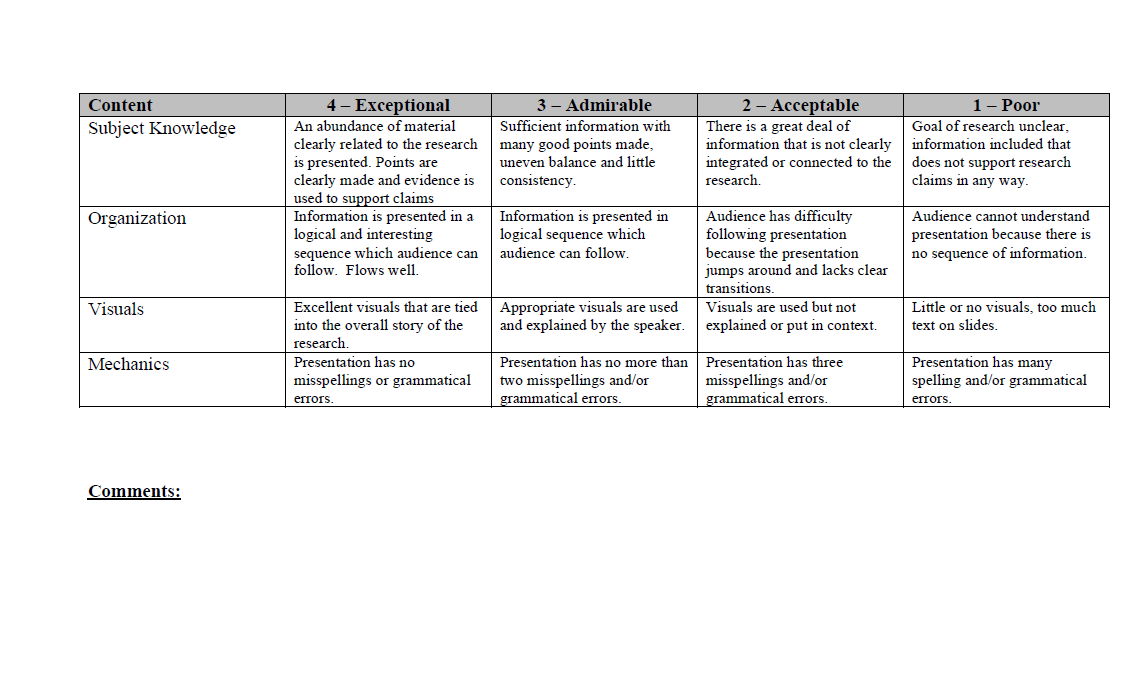 Content 4 – Exceptional 3 – Admirable 2 – Acceptable 1 – Poor
Subject Knowledge
An abundance of material
clearly related to the research
is presented. Points are
clearly made and evidence is
used to support claims
Sufficient information with
many good points made,
uneven balance and little
consistency.
There is a great deal of
information that is not clearly
integrated or connected to the
research.
Goal of research unclear,
information included that
does not support research
claims in any way.
Organization
Information is presented in a
logical and interesting
sequence which audience can
follow.  Flows well.
Information is presented in
logical sequence which
audience can follow.
Audience has difficulty
following presentation
because the presentation
jumps around and lacks clear
transitions.
Audience cannot understand
presentation because there is
no sequence of information.
Visuals
Excellent visuals that are tied
into the overall story of the
research.
Appropriate visuals are used
and explained by the speaker.
Visuals are used but not
explained or put in context.
Little or no visuals, too much
text on slides.
Mechanics
Presentation has no
misspellings or grammatical
errors.
Presentation has no more than
two misspellings and/or
grammatical errors.
Presentation has three
misspellings and/or
grammatical errors.
Presentation has many
spelling and/or grammatical
errors.
Comments: